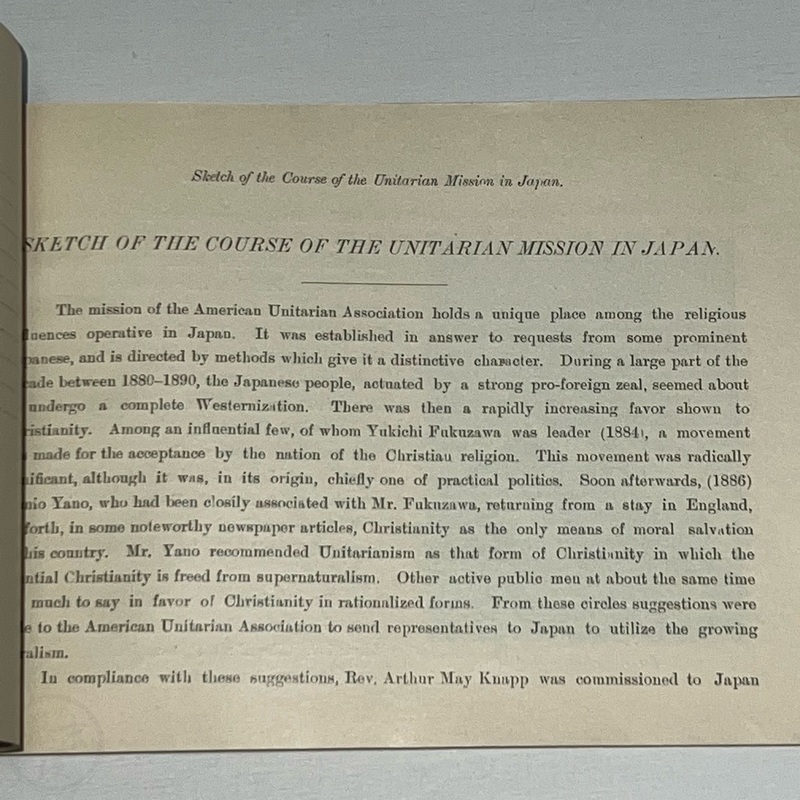 Sketch of the Course of the Unitarian Mission in Japan.
SKETCH OF THE COURSE OF THE UNITARIAN MISSION IN JAPAN.
The mission of the American Unitarian Association holds a unique place among the religious
luences operative in Japan. It was established in answer to requests from some prominent
panese, and is directed by methods which give it a distinctive character. During a large part of the
ade between 1880–1890, the Japanese people, actuated by a strong pro-foreign zeal, seemed about
undergo a complete Westernization. There was then a rapidly increasing favor shown to
ristianity. Among an influential few, of whom Yukichi Fukuzawa was leader (1884), a movement
made for the acceptance by the nation of the Christian religion. This movement was radically
ificant, although it was, in its origin, chiefly one of practical politics. Soon afterwards, (1886)
nio Yano, who had been closily associated with Mr. Fukuzawa, returning from a stay in England,
forth, in some noteworthy newspaper articles, Christianity as the only means of moral salvation
his country. Mr. Yano recommended Unitarianism as that form of Christianity in which the
ntial Christianity is freed from supernaturalism. Other active public men at about the same time
much to say in favor of Christianity in rationalized forms. From these circles suggestions were
e to the American Unitarian Association to send representatives to Japan to utilize the growing
ralism.
In compliance with these suggestions, Rev. Arthur May Knapp was commissioned to Japan